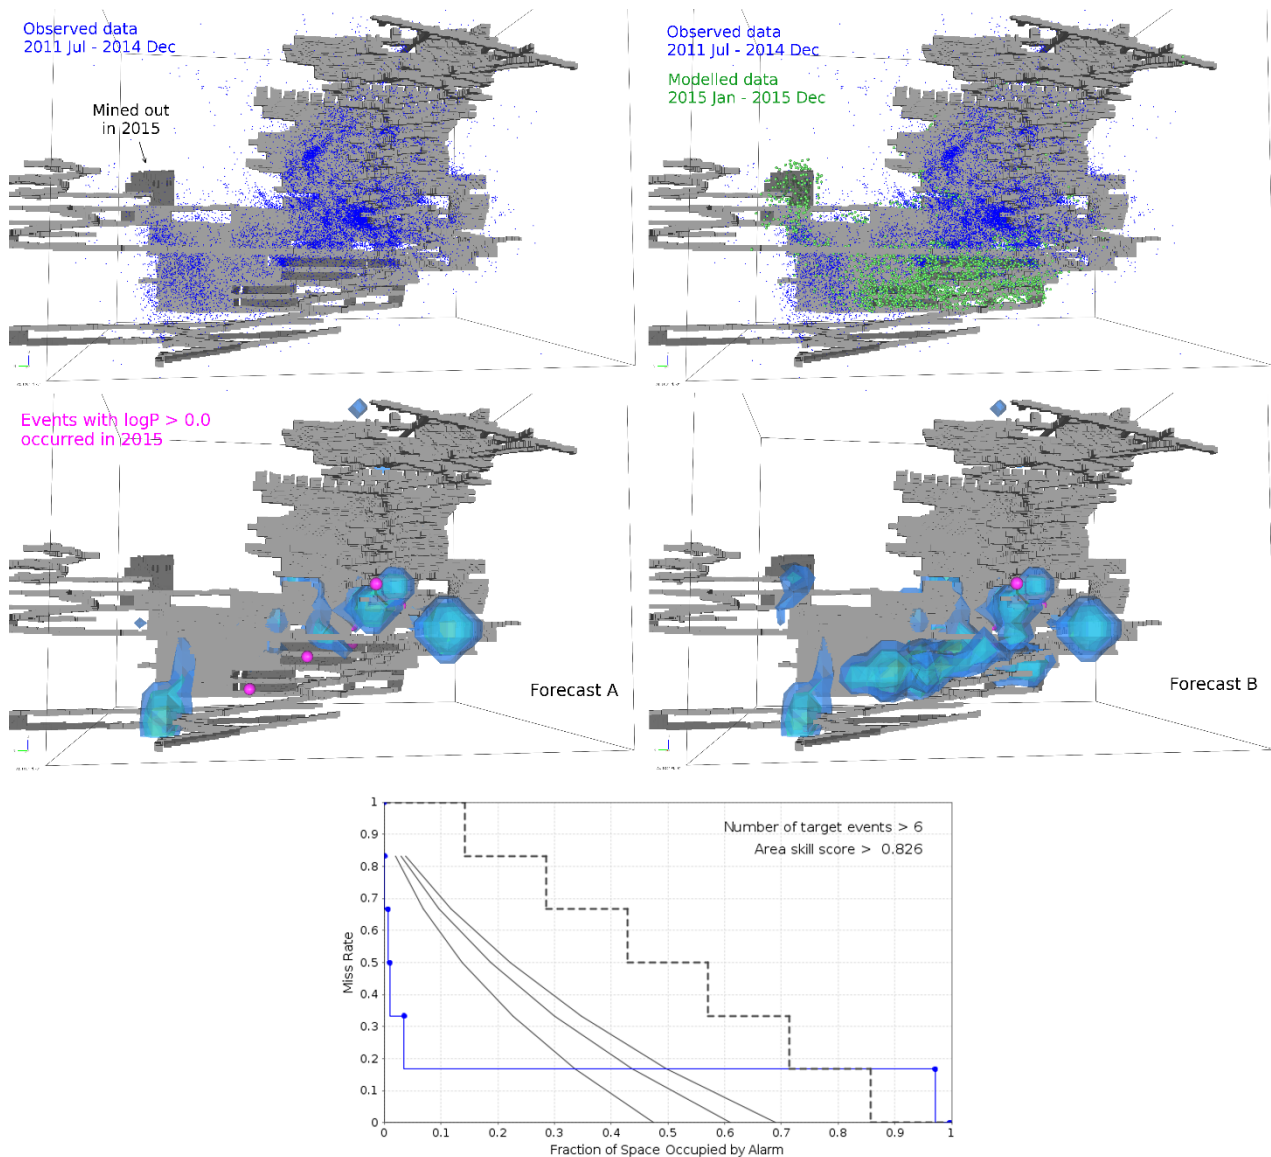 Observed data
2011 Jul - 2014 Dec
Mined out
in 2015
Observed data
2011 Jul - 2014 Dec
Modelled data
2015 Jan - 2015 Dec
Events with logP > 0.0
occurred in 2015
Forecast A
Forecast B
Number of target events > 6
Area skill score > 0.826
Miss Rate
1
0.9
0.8
0.7
0.6
0.5
0.4
0.3
0.2
0.1
0
0 0.1 0.2 0.3 0.4 0.5 0.6 0.7 0.8 0.9 1
Fraction of Space Occupied by Alarm